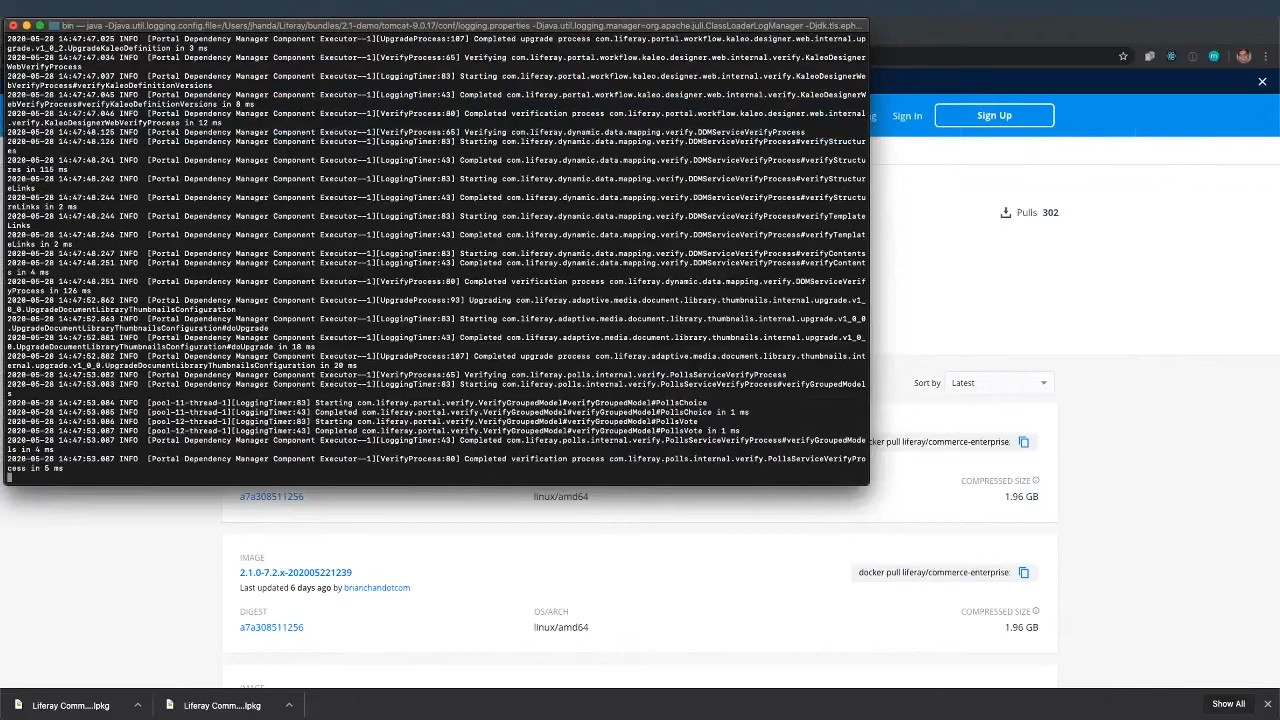 bin — java -Djava.util.logging.config.file=/Users/jhanda/Liferay/bundles/2.1-demo/tomcat-9.0.17/conf/logging.properties -Djava.util.logging.manager=org.apache.juli.ClassLoaderLogManager -Djdk.tls.eph...
2020-05-28 14:47:47.025 INFO  [Portal Dependency Manager Component Executor--1][UpgradeProcess:107] Completed upgrade process com.liferay.portal.workflow.kaleo.designer.web.internal.up
grade.v1_0_2.UpgradeKaleoDefinition in 3 ms
2020-05-28 14:47:47.034 INFO  [Portal Dependency Manager Component Executor--1][VerifyProcess:65] Verifying com.liferay.portal.workflow.kaleo.designer.web.internal.verify.KaleoDesigner
WebVerifyProcess
2020-05-28 14:47:47.037 INFO  [Portal Dependency Manager Component Executor--1][LoggingTimer:83] Starting com.liferay.portal.workflow.kaleo.designer.web.internal.verify.KaleoDesignerWe
bVerifyProcess#verifyKaleoDefinitionVersions
2020-05-28 14:47:47.045 INFO  [Portal Dependency Manager Component Executor--1][LoggingTimer:43] Completed com.liferay.portal.workflow.kaleo.designer.web.internal.verify.KaleoDesignerW
ebVerifyProcess#verifyKaleoDefinitionVersions in 8 ms
2020-05-28 14:47:47.046 INFO  [Portal Dependency Manager Component Executor--1][VerifyProcess:80] Completed verification process com.liferay.portal.workflow.kaleo.designer.web.internal
.verify.KaleoDesignerWebVerifyProcess in 12 ms
2020-05-28 14:47:48.125 INFO  [Portal Dependency Manager Component Executor--1][VerifyProcess:65] Verifying com.liferay.dynamic.data.mapping.verify.DDMServiceVerifyProcess
2020-05-28 14:47:48.126 INFO  [Portal Dependency Manager Component Executor--1][LoggingTimer:83] Starting com.liferay.dynamic.data.mapping.verify.DDMServiceVerifyProcess#verifyStructur
es
2020-05-28 14:47:48.241 INFO  [Portal Dependency Manager Component Executor--1][LoggingTimer:43] Completed com.liferay.dynamic.data.mapping.verify.DDMServiceVerifyProcess#verifyStructu
res in 115 ms
2020-05-28 14:47:48.242 INFO  [Portal Dependency Manager Component Executor--1][LoggingTimer:83] Starting com.liferay.dynamic.data.mapping.verify.DDMServiceVerifyProcess#verifyStructur
eLinks
2020-05-28 14:47:48.244 INFO  [Portal Dependency Manager Component Executor--1][LoggingTimer:43] Completed com.liferay.dynamic.data.mapping.verify.DDMServiceVerifyProcess#verifyStructu
reLinks in 2 ms
2020-05-28 14:47:48.244 INFO  [Portal Dependency Manager Component Executor--1][LoggingTimer:83] Starting com.liferay.dynamic.data.mapping.verify.DDMServiceVerifyProcess#verifyTemplate
Links
2020-05-28 14:47:48.246 INFO  [Portal Dependency Manager Component Executor--1][LoggingTimer:43] Completed com.liferay.dynamic.data.mapping.verify.DDMServiceVerifyProcess#verifyTemplat
eLinks in 2 ms
2020-05-28 14:47:48.247 INFO  [Portal Dependency Manager Component Executor--1][LoggingTimer:83] Starting com.liferay.dynamic.data.mapping.verify.DDMServiceVerifyProcess#verifyContents
2020-05-28 14:47:48.251 INFO  [Portal Dependency Manager Component Executor--1][LoggingTimer:43] Completed com.liferay.dynamic.data.mapping.verify.DDMServiceVerifyProcess#verifyContent
s in 4 ms
2020-05-28 14:47:48.251 INFO  [Portal Dependency Manager Component Executor--1][VerifyProcess:80] Completed verification process com.liferay.dynamic.data.mapping.verify.DDMServiceVerif
yProcess in 126 ms
2020-05-28 14:47:52.862 INFO  [Portal Dependency Manager Component Executor--1][UpgradeProcess:93] Upgrading com.liferay.adaptive.media.document.library.thumbnails.internal.upgrade.v1_
0_0.UpgradeDocumentLibraryThumbnailsConfiguration
2020-05-28 14:47:52.863 INFO  [Portal Dependency Manager Component Executor--1][LoggingTimer:83] Starting com.liferay.adaptive.media.document.library.thumbnails.internal.upgrade.v1_0_0
.UpgradeDocumentLibraryThumbnailsConfiguration#doUpgrade
2020-05-28 14:47:52.881 INFO  [Portal Dependency Manager Component Executor--1][LoggingTimer:43] Completed com.liferay.adaptive.media.document.library.thumbnails.internal.upgrade.v1_0_
0.UpgradeDocumentLibraryThumbnailsConfiguration#doUpgrade in 18 ms
2020-05-28 14:47:52.882 INFO  [Portal Dependency Manager Component Executor--1][UpgradeProcess:107] Completed upgrade process com.liferay.adaptive.media.document.library.thumbnails.int
ernal.upgrade.v1_0_0.UpgradeDocumentLibraryThumbnailsConfiguration in 20 ms
2020-05-28 14:47:53.082 INFO  [Portal Dependency Manager Component Executor--1][VerifyProcess:65] Verifying com.liferay.polls.internal.verify.PollsServiceVerifyProcess
2020-05-28 14:47:53.083 INFO  [Portal Dependency Manager Component Executor--1][LoggingTimer:83] Starting com.liferay.polls.internal.verify.PollsServiceVerifyProcess#verifyGroupedModel
s
2020-05-28 14:47:53.084 INFO  [pool-11-thread-1][LoggingTimer:83] Starting com.liferay.portal.verify.VerifyGroupedModel#verifyGroupedModel#PollsChoice
2020-05-28 14:47:53.085 INFO  [pool-11-thread-1][LoggingTimer:43] Completed com.liferay.portal.verify.VerifyGroupedModel#verifyGroupedModel#PollsChoice in 1 ms
2020-05-28 14:47:53.086 INFO  [pool-12-thread-1][LoggingTimer:83] Starting com.liferay.portal.verify.VerifyGroupedModel#verifyGroupedModel#PollsVote
2020-05-28 14:47:53.087 INFO  [pool-12-thread-1][LoggingTimer:43] Completed com.liferay.portal.verify.VerifyGroupedModel#verifyGroupedModel#PollsVote in 1 ms
2020-05-28 14:47:53.087 INFO  [Portal Dependency Manager Component Executor--1][LoggingTimer:43] Completed com.liferay.polls.internal.verify.PollsServiceVerifyProcess#verifyGroupedMode
ls in 4 ms
2020-05-28 14:47:53.087 INFO  [Portal Dependency Manager Component Executor--1][VerifyProcess:80] Completed verification process com.liferay.polls.internal.verify.PollsServiceVerifyPro
cess in 5 ms
Sign In
Sign Up
Pulls 302
Sort by Latest
cker pull liferay/commerce-enterprise:
COMPRESSED SIZE
a7a308511256 linux/amd64 1.96 GB
IMAGE
2.1.0-7.2.x-202005221239 docker pull liferay/commerce-enterprise:
Last updated 6 days ago by brianchandotcom
DIGEST OS/ARCH COMPRESSED SIZE
a7a308511256 linux/amd64 1.96 GB
Liferay Comm....lpkg Liferay Comm....lpkg Show All